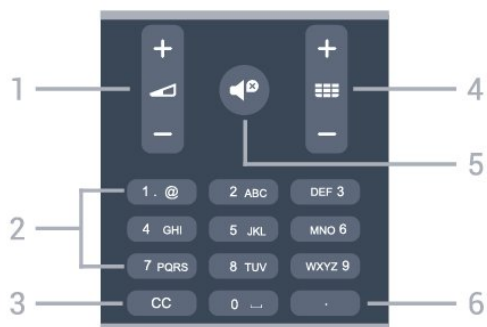 + +
1 4
5
- -
1 . @ 2 ABC DEF 3
2 4 GHI 5 JKL MNO 6
7 PQRS 8 TUV WXYZ 9
3 CC 0 ⎵ . 6